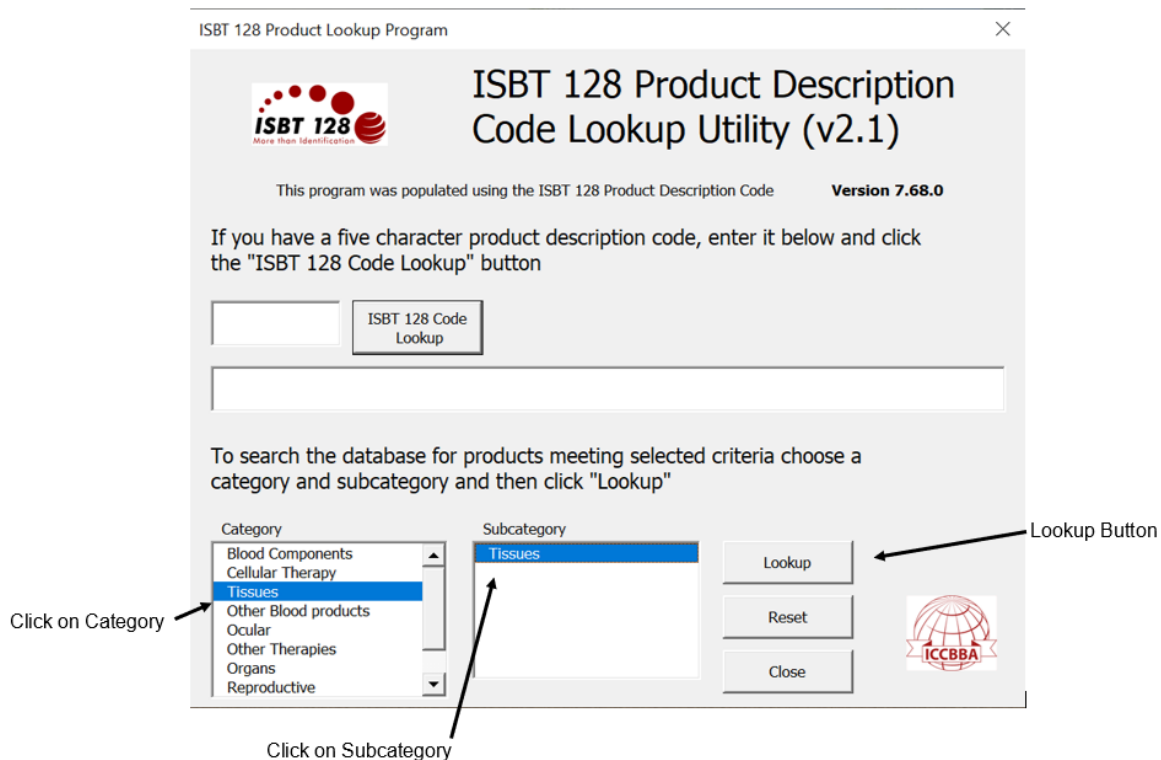 ISBT 128 Product Lookup Program
ISBT 128
More than Identification
ISBT 128 Product Description
Code Lookup Utility (v2.1)
This program was populated using the ISBT 128 Product Description Code Version 7.68.0
If you have a five character product description code, enter it below and click
the "ISBT 128 Code Lookup" button
ISBT 128 Code
Lookup
To search the database for products meeting selected criteria choose a
category and subcategory and then click "Lookup"
Category
Blood Components
Cellular Therapy
Tissues
Other Blood products
Ocular
Other Therapies
Organs
Reproductive
Subcategory
Tissues
Lookup
Reset
Close
ICCBBA
Lookup Button
Click on Category
Click on Subcategory